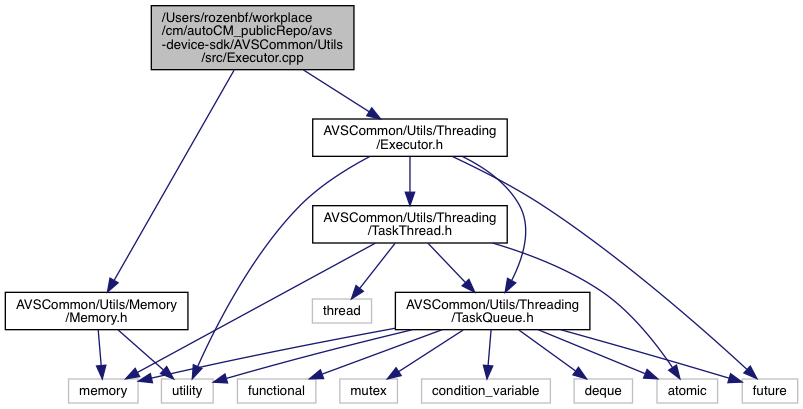 /Users/rozenbf/workplace
/cm/autoCM_publicRepo/avs
-device-sdk/AVSCommon/Utils
/src/Executor.cpp
AVSCommon/Utils/Threading
/Executor.h
AVSCommon/Utils/Threading
/TaskThread.h
AVSCommon/Utils/Memory
/Memory.h
thread
AVSCommon/Utils/Threading
/TaskQueue.h
memory
utility
functional
mutex
condition_variable
deque
atomic
future